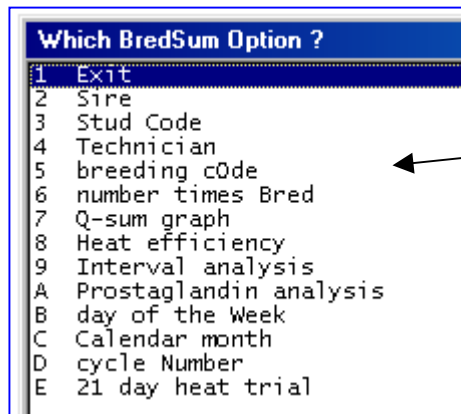 Which BredSum Option ?
1 Exit
2 Sire
3 Stud Code
4 Technician
5 breeding cOde
6 number times Bred
7 Q-sum graph
8 Heat efficiency
9 Interval analysis
A Prostaglandin analysis
B day of the Week
C Calendar month
D cycle Number
E 21 day heat trial